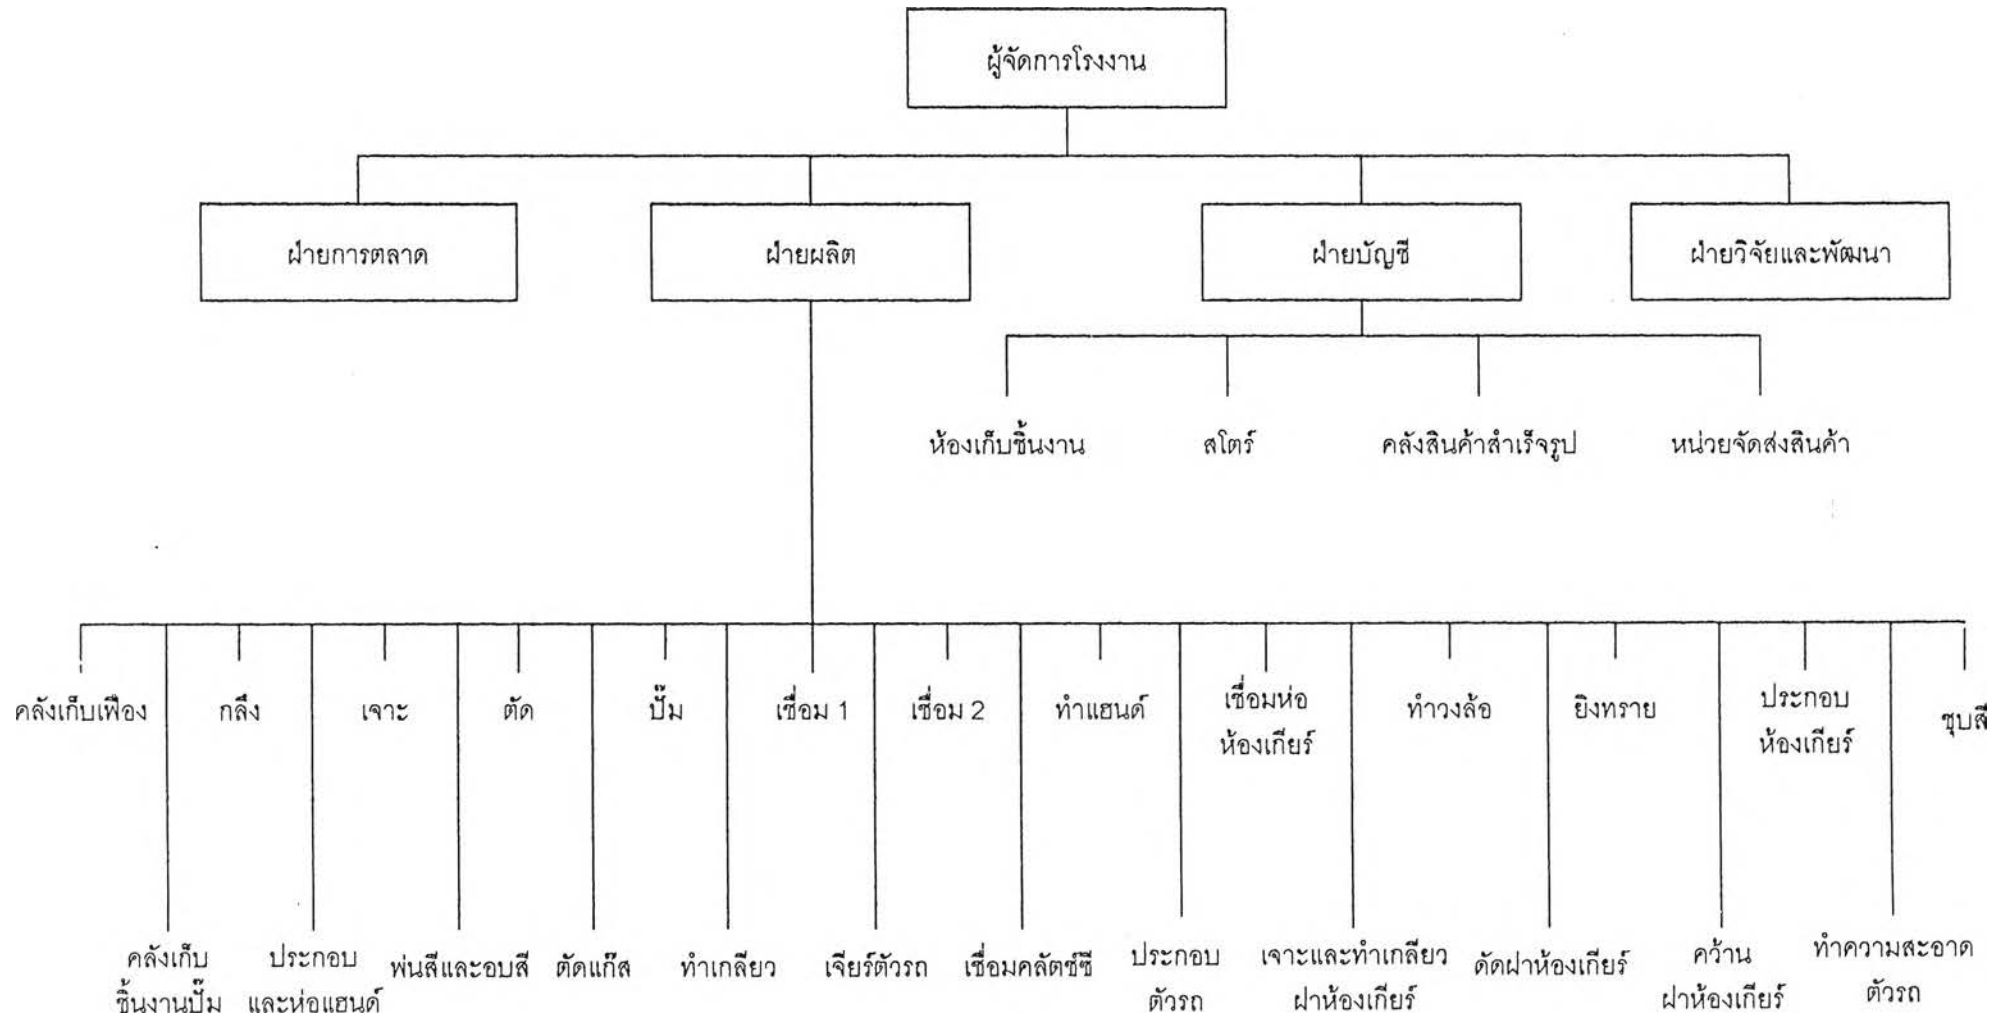 ผู้จัดการโรงงาน
ฝ่ายการตลาด
ฝ่ายผลิต
ฝ่ายบัญชี
ฝ่ายวิจัยและพัฒนา
ห้องเก็บชิ้นงาน
สโตร์
คลังสินค้าสำเร็จรูป
หน่วยจัดส่งสินค้า
คลังเก็บเฟือง
กลึง
เจาะ
ตัด
ปั๊ม
เชื่อม 1
เชื่อม 2
ทำแฮนด์
เชื่อมห่อ
ห้องเกียร์
ทำวงล้อ
ยิงทราย
ประกอบ
ห้องเกียร์
ชุบสี
คลังเก็บ
ชิ้นงานปั๊ม
ประกอบ
และห่อแฮนด์
พ่นสีและอบสี
ตัดแก๊ส
ทำเกลียว
เจียร์ตัวรถ
เชื่อมคลัตช์ซี
ประกอบ
ตัวรถ
เจาะและทำเกลียว
ฝาห้องเกียร์
ดัดฝาห้องเกียร์
คว้าน
ฝาห้องเกียร์
ทำความสะอาด
ตัวรถ